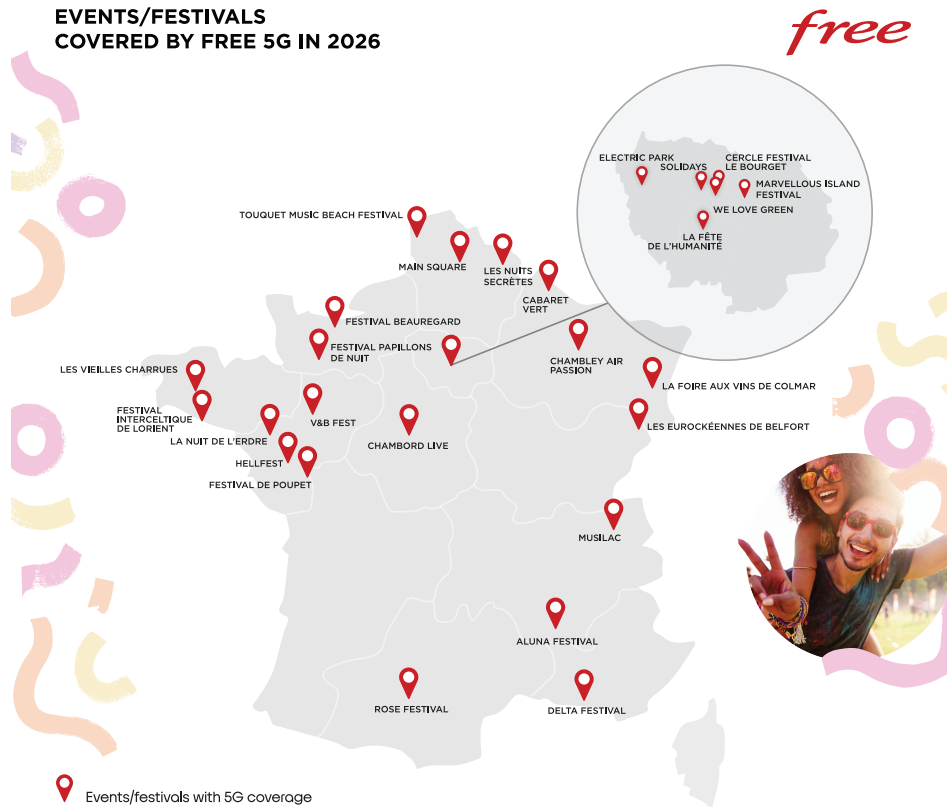 EVENTS/FESTIVALS
COVERED BY FREE 5G IN 2026
free
ELECTRIC PARK
SOLIDAYS
CERCLE FESTIVAL
LE BOURGET
MARVELLOUS ISLAND
FESTIVAL
WE LOVE GREEN
LA FÊTE
DE L'HUMANITÉ
TOUQUET MUSIC BEACH FESTIVAL
MAIN SQUARE
LES NUITS
SECRÈTES
CABARET
VERT
FESTIVAL BEAUREGARD
FESTIVAL PAPILLONS
DE NUIT
CHAMBLEY AIR
PASSION
LES VIEILLES CHARRUES
LA FOIRE AUX VINS DE COLMAR
FESTIVAL
INTERCELTIQUE
DE LORIENT
V&B FEST
LES EUROCKÉENNES DE BELFORT
LA NUIT DE L'ERDRE
CHAMBORD LIVE
HELLFEST
FESTIVAL DE POUPET
MUSILAC
ALUNA FESTIVAL
ROSE FESTIVAL
DELTA FESTIVAL
Events/festivals with 5G coverage